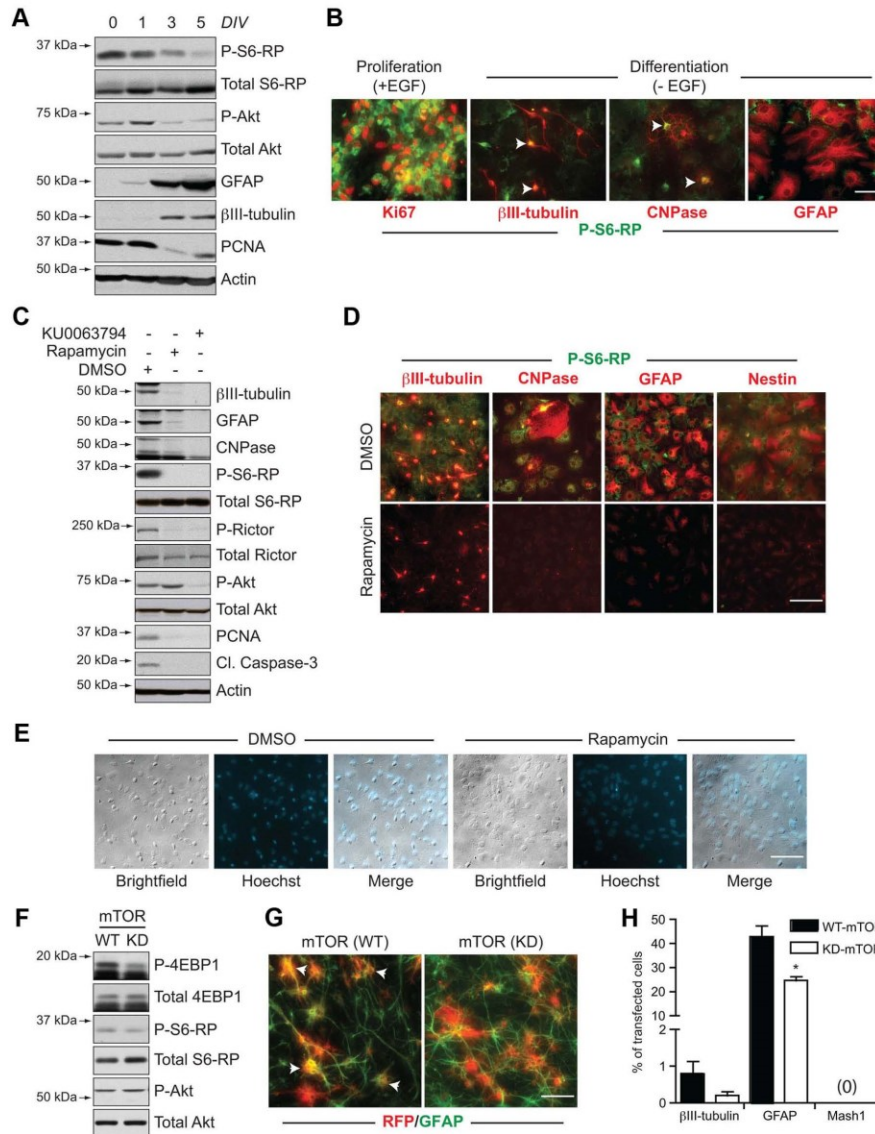 A
0 1 3 5 DIV
37 kDa
P-S6-RP
Total S6-RP
75 kDa
P-Akt
Total Akt
50 kDa
GFAP
50 kDa
βIII-tubulin
37 kDa
PCNA
50 kDa
Actin
B
Proliferation
(+EGF)
Differentiation
(- EGF)
Ki67 βIII-tubulin CNPase GFAP
P-S6-RP
C
KU0063794 - - +
Rapamycin - + -
DMSO + - -
50 kDa
βIII-tubulin
50 kDa
GFAP
50 kDa
CNPase
37 kDa
P-S6-RP
Total S6-RP
250 kDa
P-Rictor
Total Rictor
75 kDa
P-Akt
Total Akt
37 kDa
PCNA
20 kDa
Cl. Caspase-3
50 kDa
Actin
D
P-S6-RP
βIII-tubulin CNPase GFAP Nestin
DMSO
Rapamycin
E
DMSO Rapamycin
Brightfield Hoechst Merge Brightfield Hoechst Merge
F
mTOR
WT KD
20 kDa
P-4EBP1
Total 4EBP1
37 kDa
P-S6-RP
Total S6-RP
P-Akt
50 kDa
Total Akt
G
mTOR (WT) mTOR (KD)
RFP/GFAP
H
% of transfected cells
50
40
30
20
10
2
1
0
WT-mTO
KD-mTO
*
(0)
βIII-tubulin GFAP Mash1